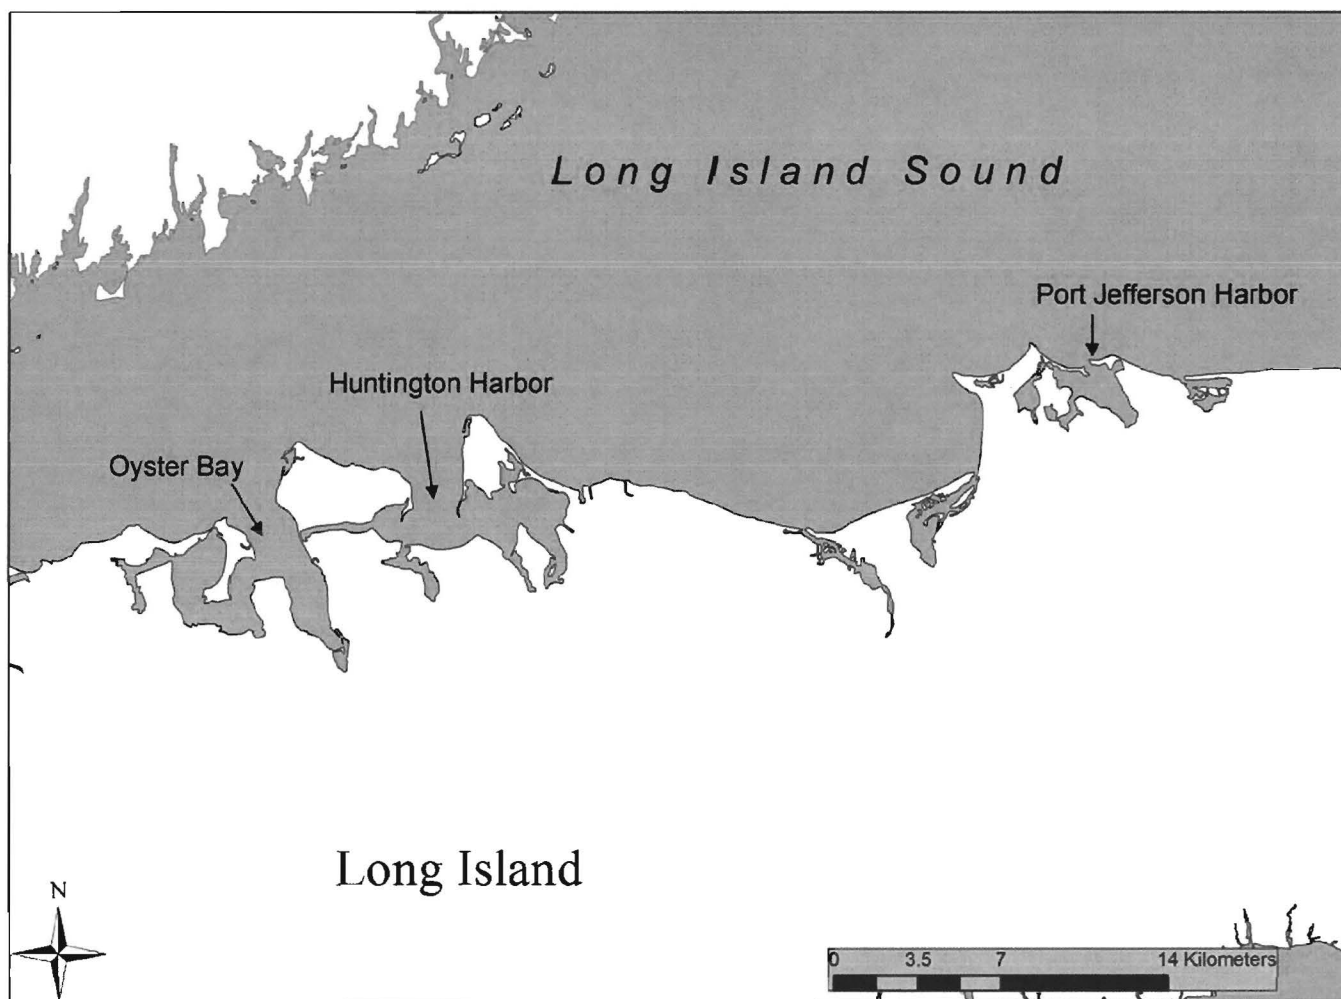 Long Island Sound
Port Jefferson Harbor
Huntington Harbor
Oyster Bay
Long Island
N
0 3.5 7 14 Kilometers